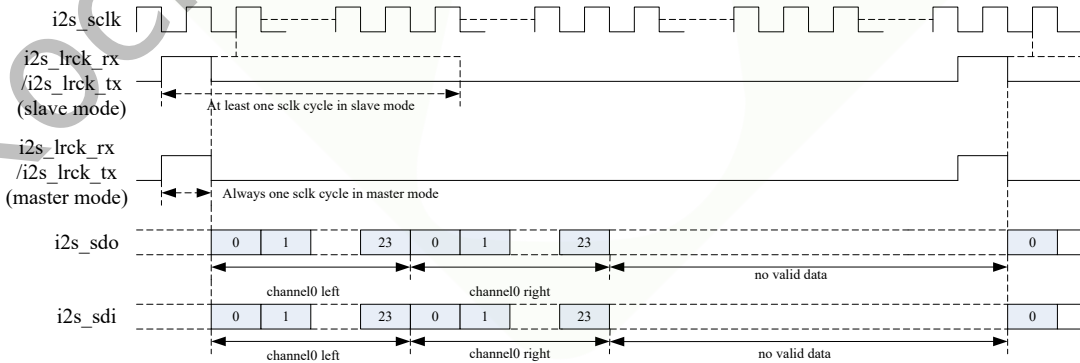 i2s_sclk
i2s_lrck_rx
/i2s_lrck_tx
(slave mode)
At least one sclk cycle in slave mode
i2s_lrck_rx
/i2s_lrck_tx
(master mode)
Always one sclk cycle in master mode
i2s_sdo
0 1 23 0 1 23 0
channel0 left channel0 right no valid data
i2s_sdi
0 1 23 0 1 23 0
channel0 left channel0 right no valid data